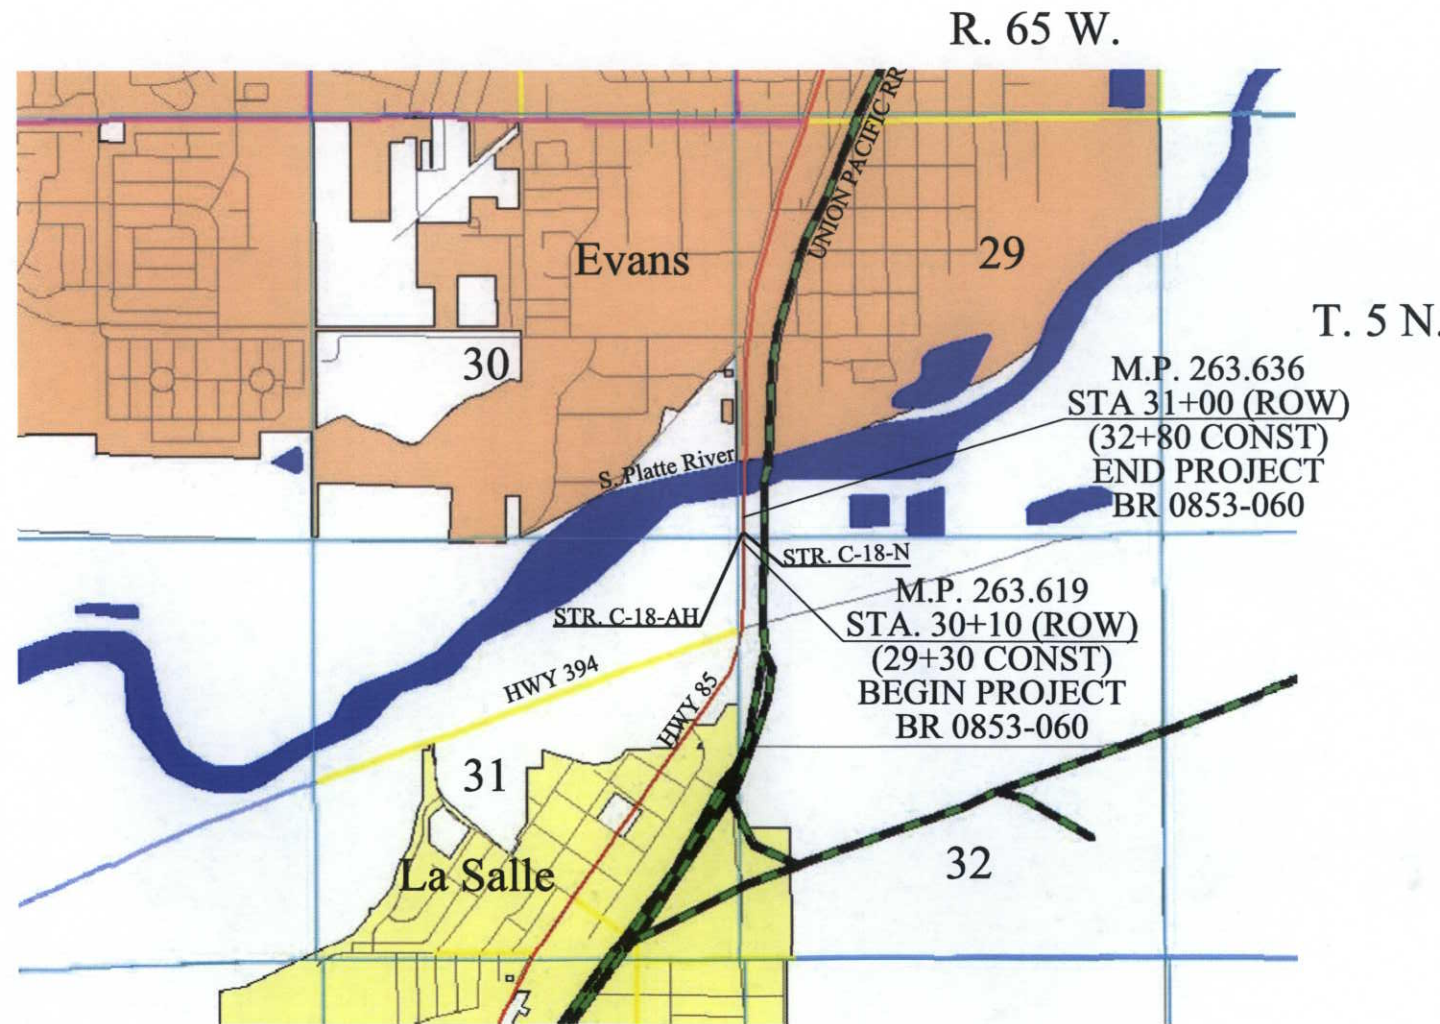 R. 65 W.
UNION PACIFIC RR
Evans
29
T. 5 N.
30
M.P. 263.636
STA 31+00 (ROW)
(32+80 CONST)
END PROJECT
BR 0853-060
S. Platte River
STR. C-18-N
STR. C-18-AH
M.P. 263.619
STA. 30+10 (ROW)
(29+30 CONST)
BEGIN PROJECT
BR 0853-060
HWY 394
HWY 85
31
La Salle
32